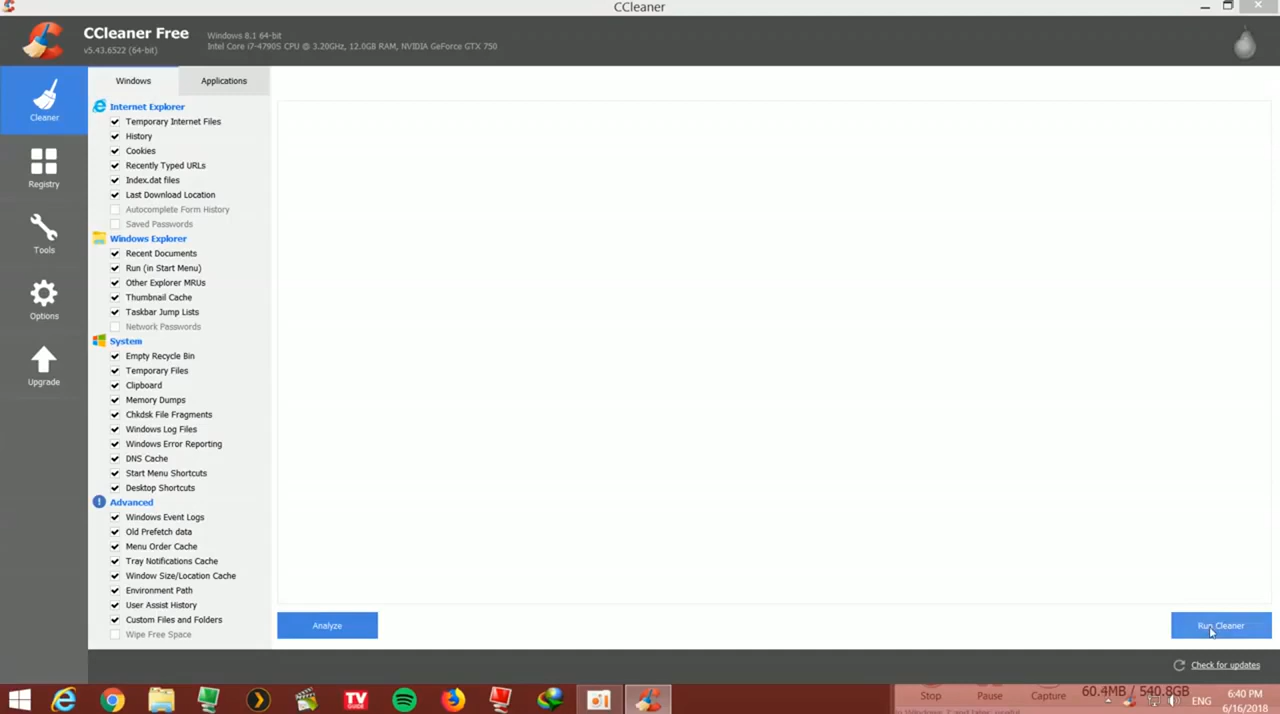 CCleaner
CCleaner Free
v5.43.6522 (64-bit)
Windows 8.1 64-bit
Intel Core i7-4790S CPU @ 3.20GHz, 12.0GB RAM, NVIDIA GeForce GTX 750
Cleaner
Registry
Tools
Options
Upgrade
Windows
Applications
Internet Explorer
Temporary Internet Files
History
Cookies
Recently Typed URLs
Index.dat files
Last Download Location
Autocomplete Form History
Saved Passwords
Windows Explorer
Recent Documents
Run (in Start Menu)
Other Explorer MRUs
Thumbnail Cache
Taskbar Jump Lists
Network Passwords
System
Empty Recycle Bin
Temporary Files
Clipboard
Memory Dumps
Chkdsk File Fragments
Windows Log Files
Windows Error Reporting
DNS Cache
Start Menu Shortcuts
Desktop Shortcuts
Advanced
Windows Event Logs
Old Prefetch data
Menu Order Cache
Tray Notifications Cache
Window Size/Location Cache
Environment Path
User Assist History
Custom Files and Folders
Wipe Free Space
Analyze
Run Cleaner
Check for updates
TV
GUIDE
Stop
Pause
Capture
60.4MB / 540.8GB
ENG
6:40 PM
6/16/2018